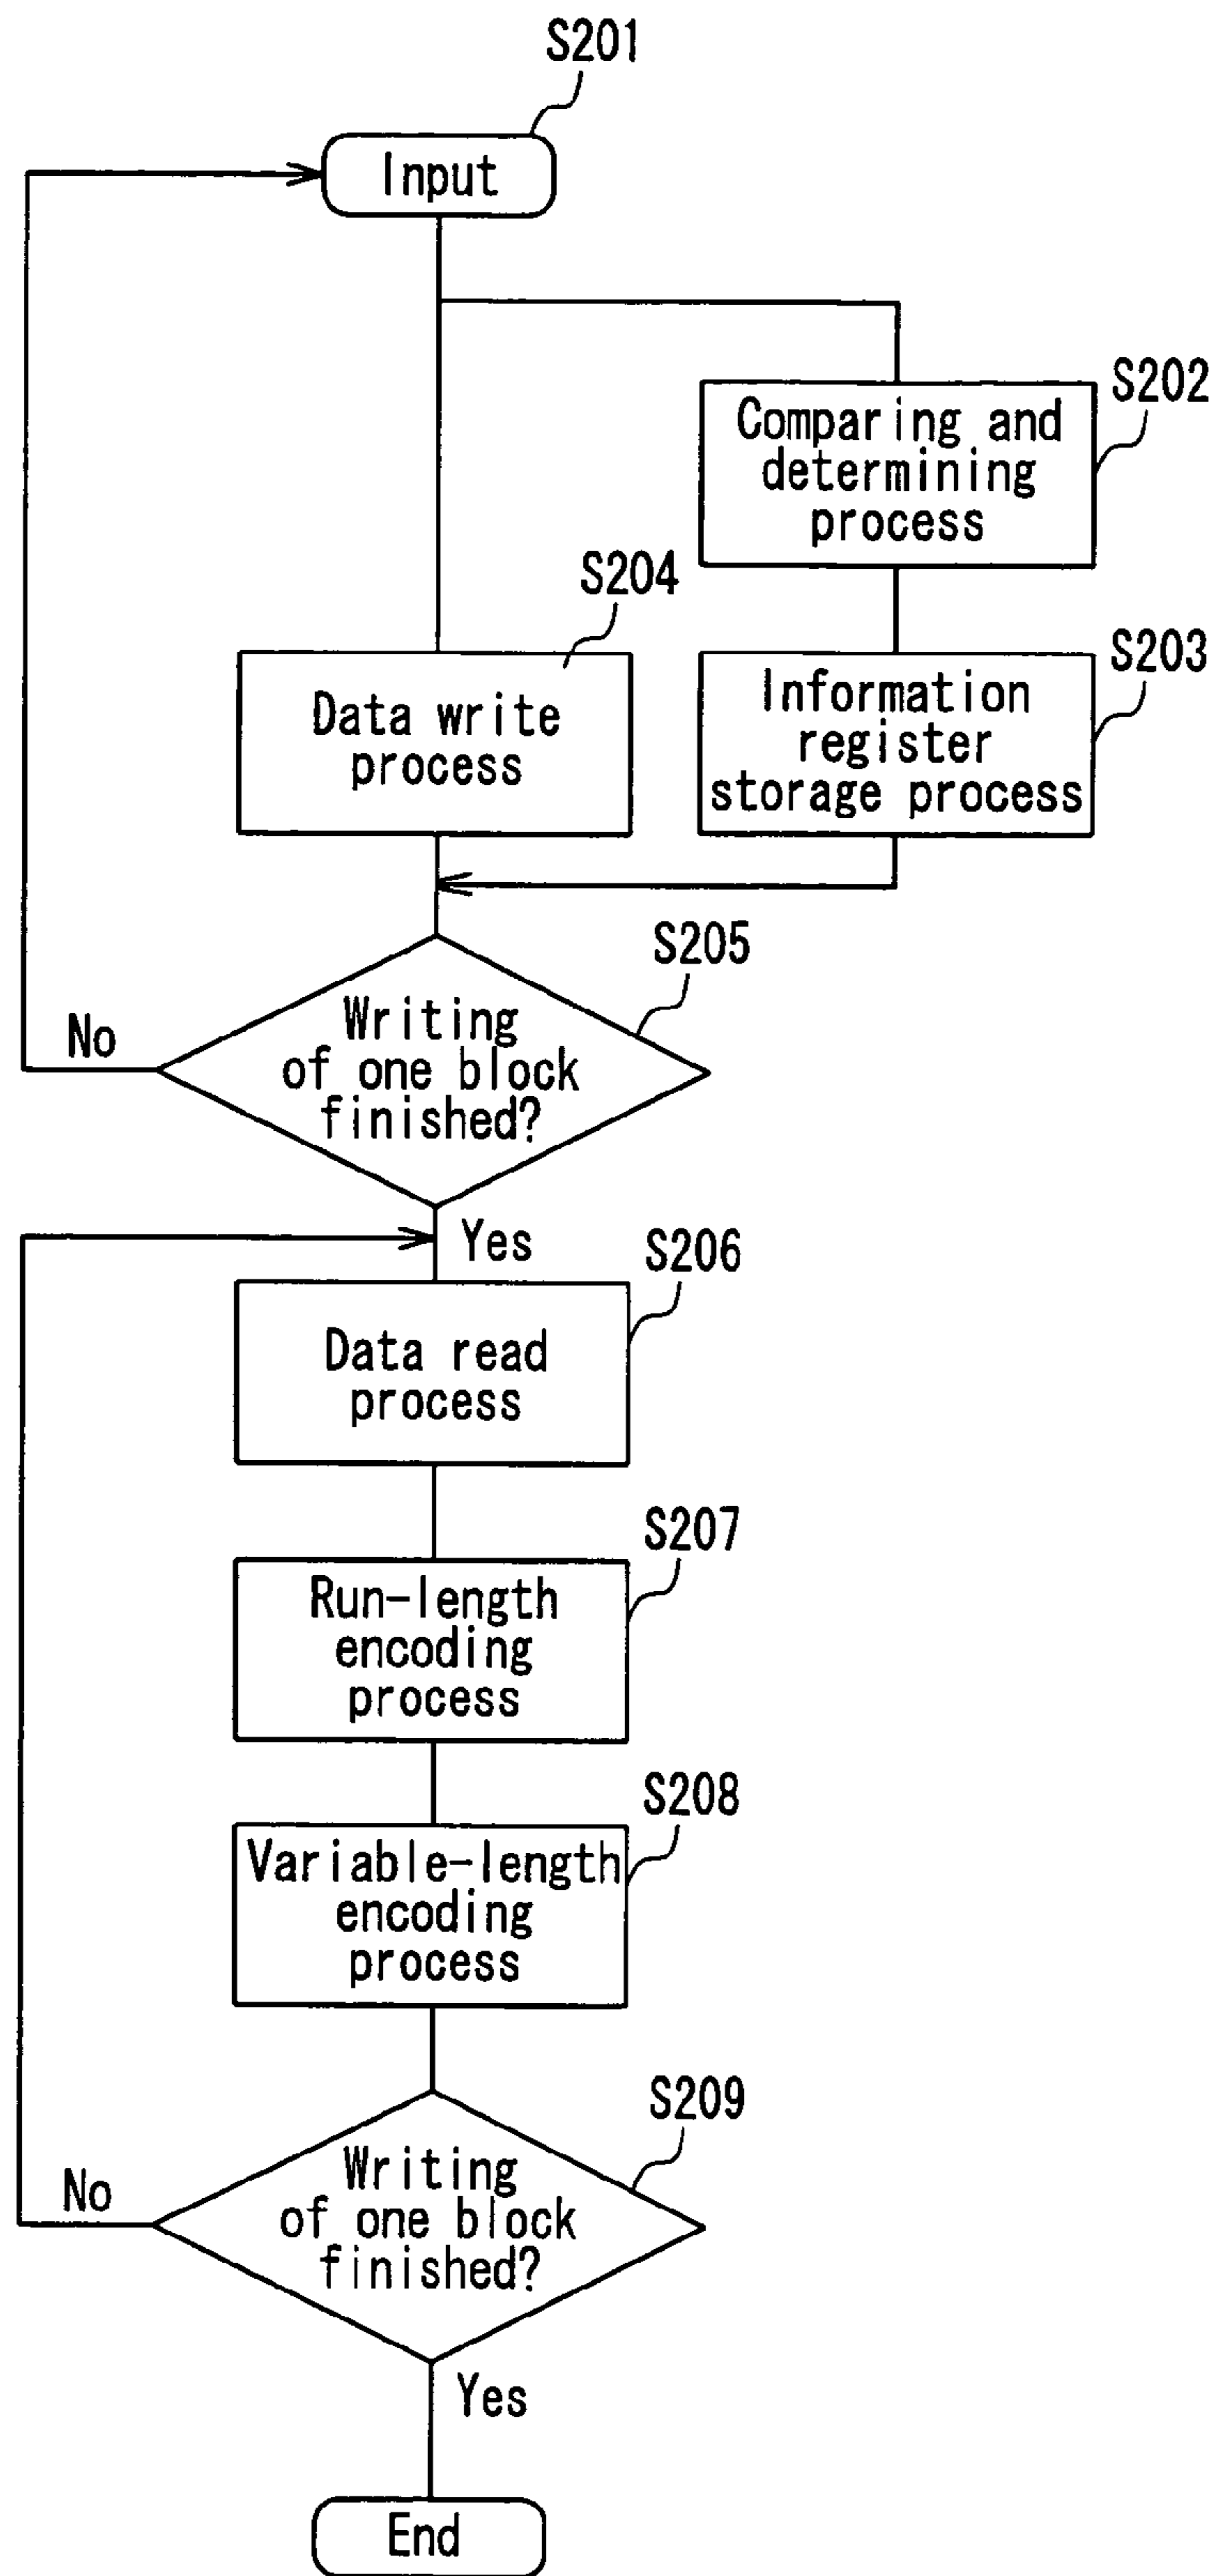 S201
Input
S202
Comparing and
determining
process
S204
Data write
process
S203
Information
register
storage process
S205
Writing
of one block
finished?
No
Yes
S206
Data read
process
S207
Run-length
encoding
process
S208
Variable-length
encoding
process
S209
Writing
of one block
finished?
No
Yes
End